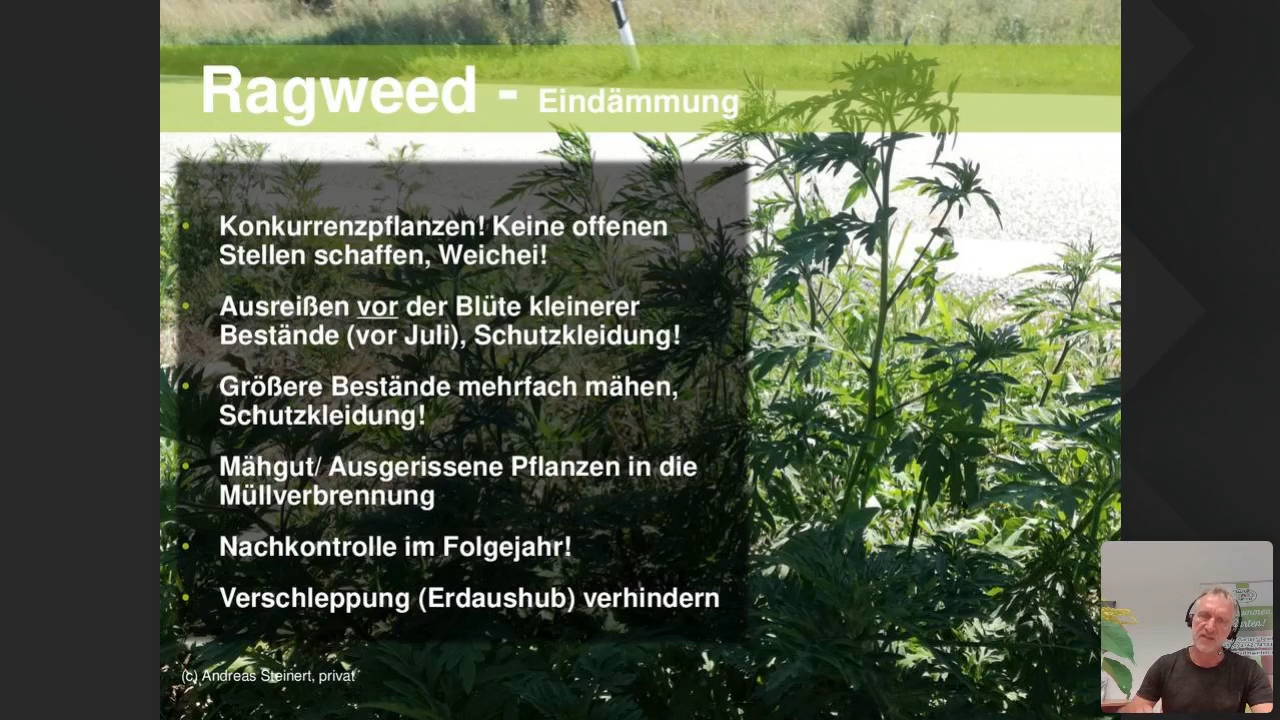 Ragweed - Eindämmung
• Konkurrenzpflanzen! Keine offenen
Stellen schaffen, Weichei!
• Ausreißen vor der Blüte kleinerer
Bestände (vor Juli), Schutzkleidung!
• Größere Bestände mehrfach mähen,
Schutzkleidung!
• Mähgut/ Ausgerissene Pflanzen in die
Müllverbrennung
• Nachkontrolle im Folgejahr!
• Verschleppung (Erdaushub) verhindern
(c) Andreas Steinert, privat